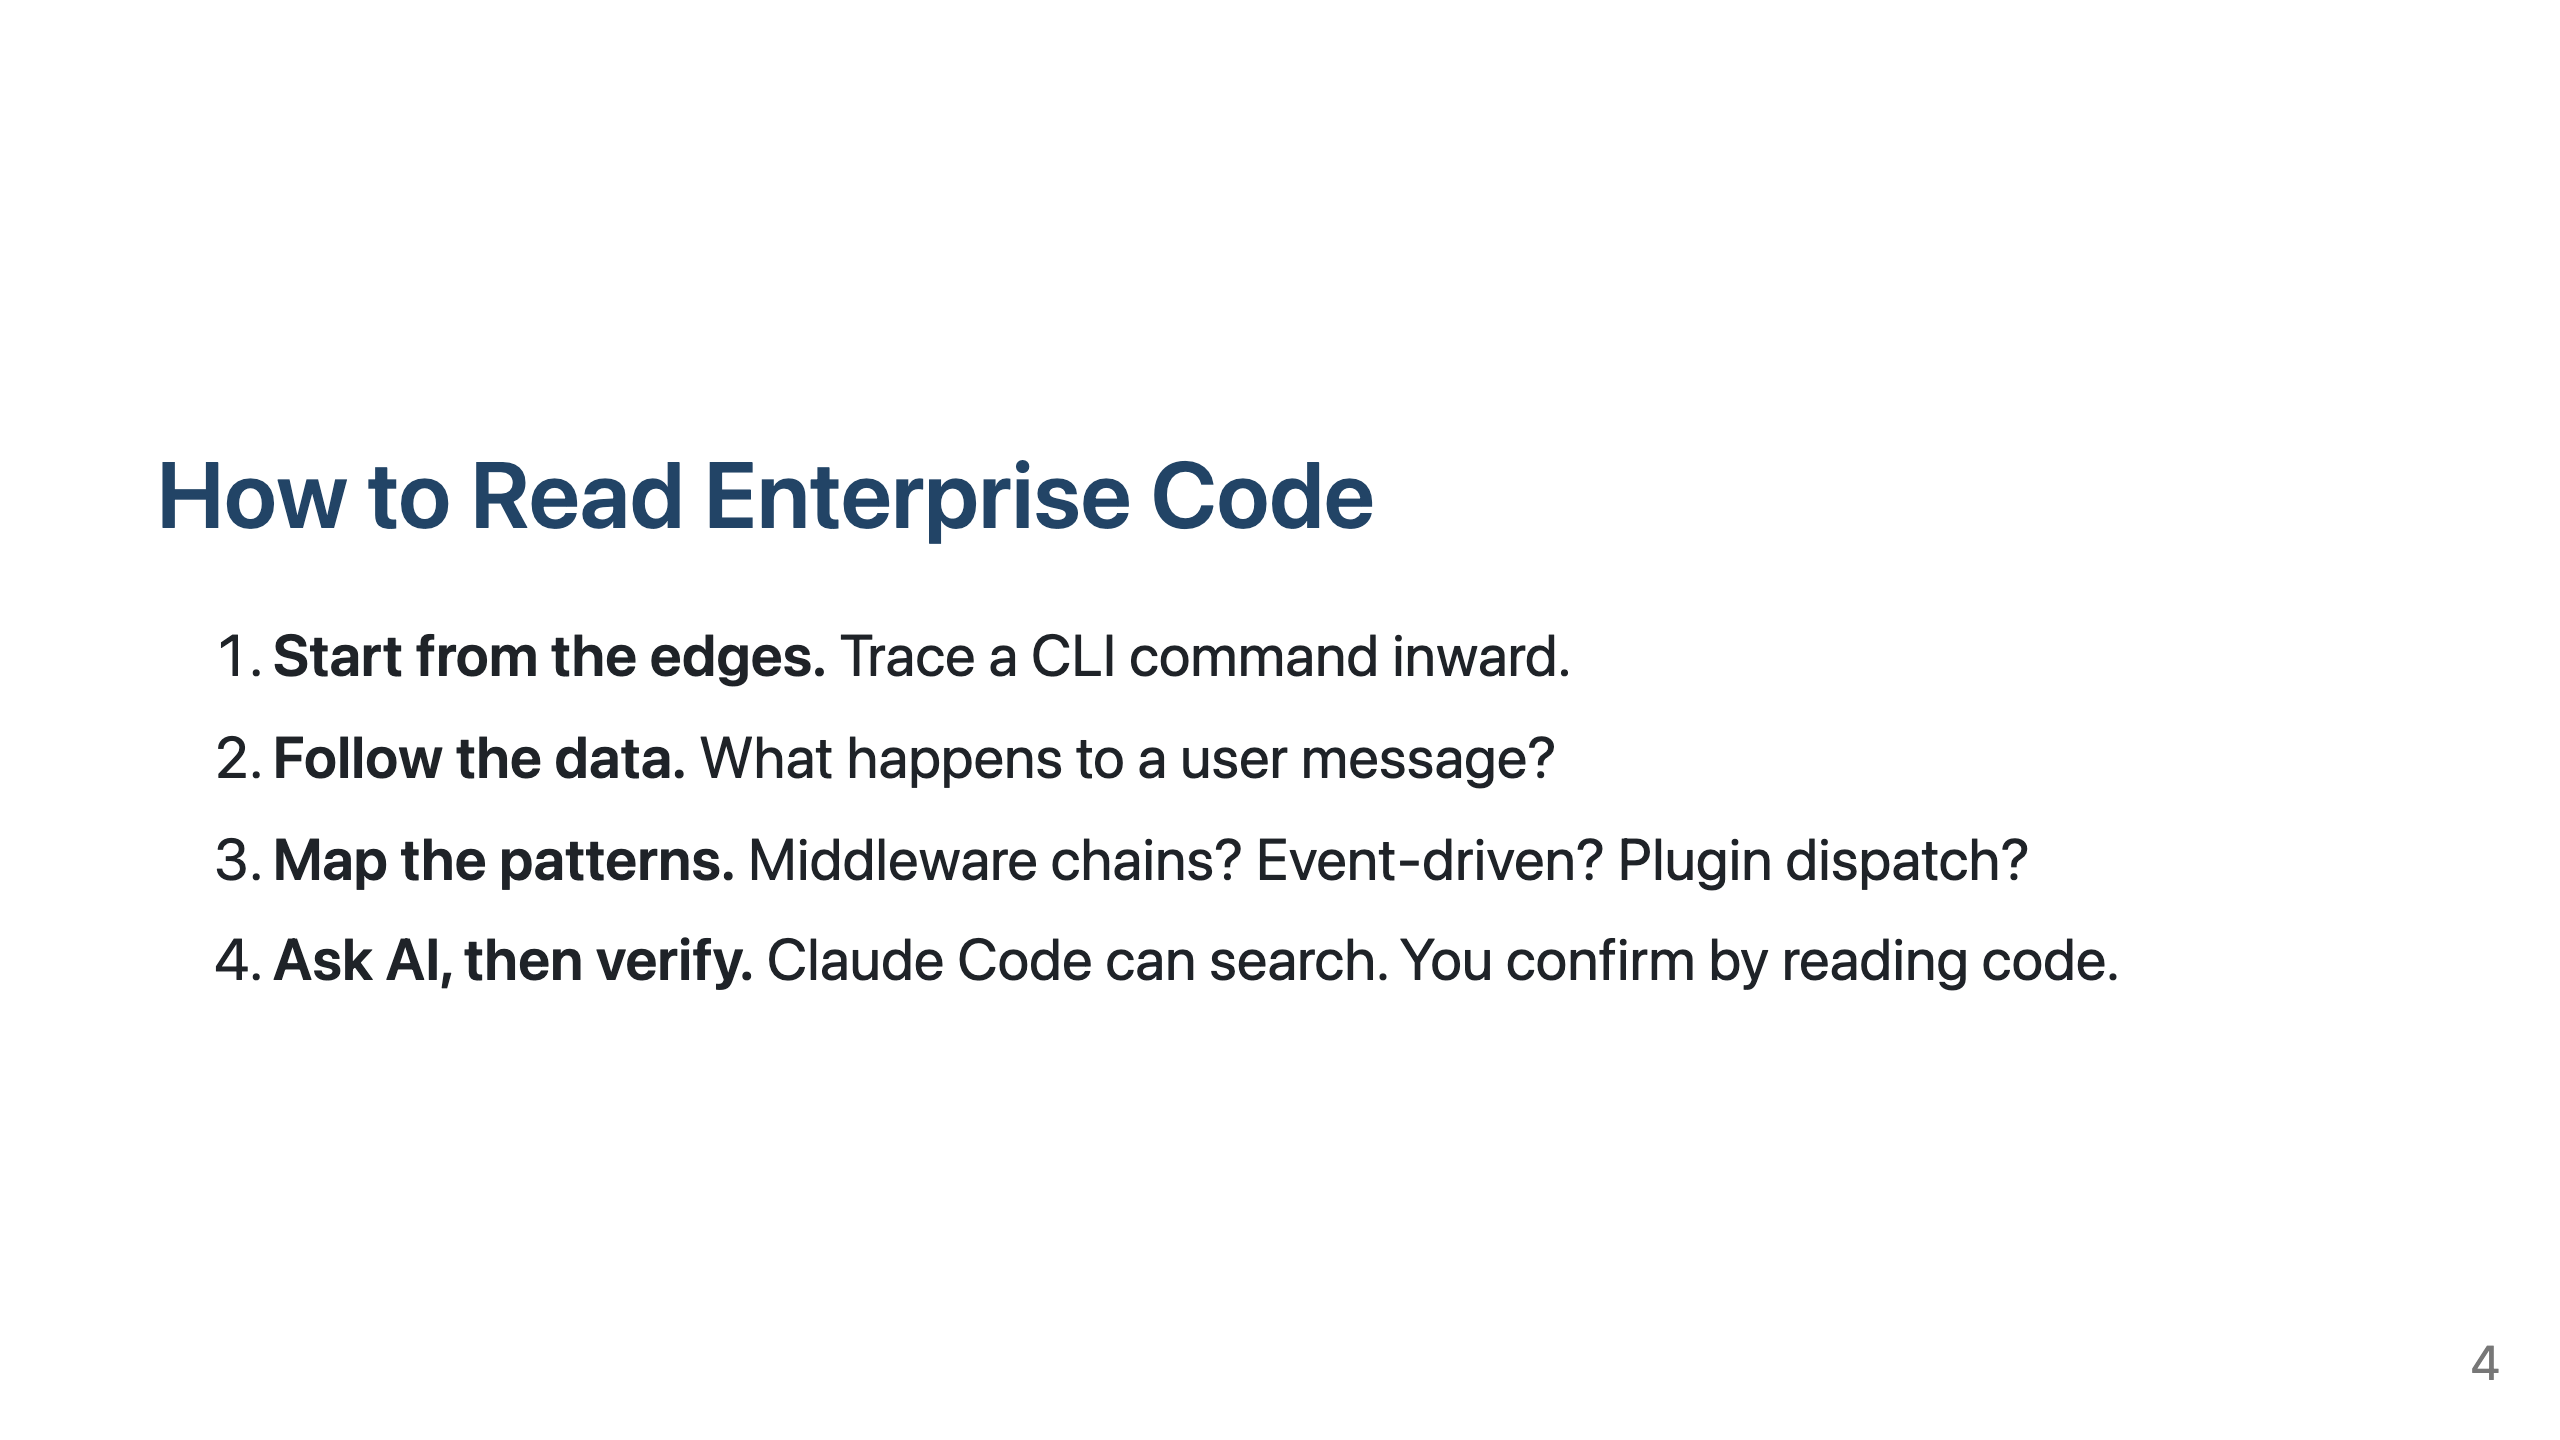 How to Read Enterprise Code
1. Start from the edges. Trace a CLI command inward.
2. Follow the data. What happens to a user message?
3. Map the patterns. Middleware chains? Event-driven? Plugin dispatch?
4. Ask AI, then verify. Claude Code can search. You confirm by reading code.
4